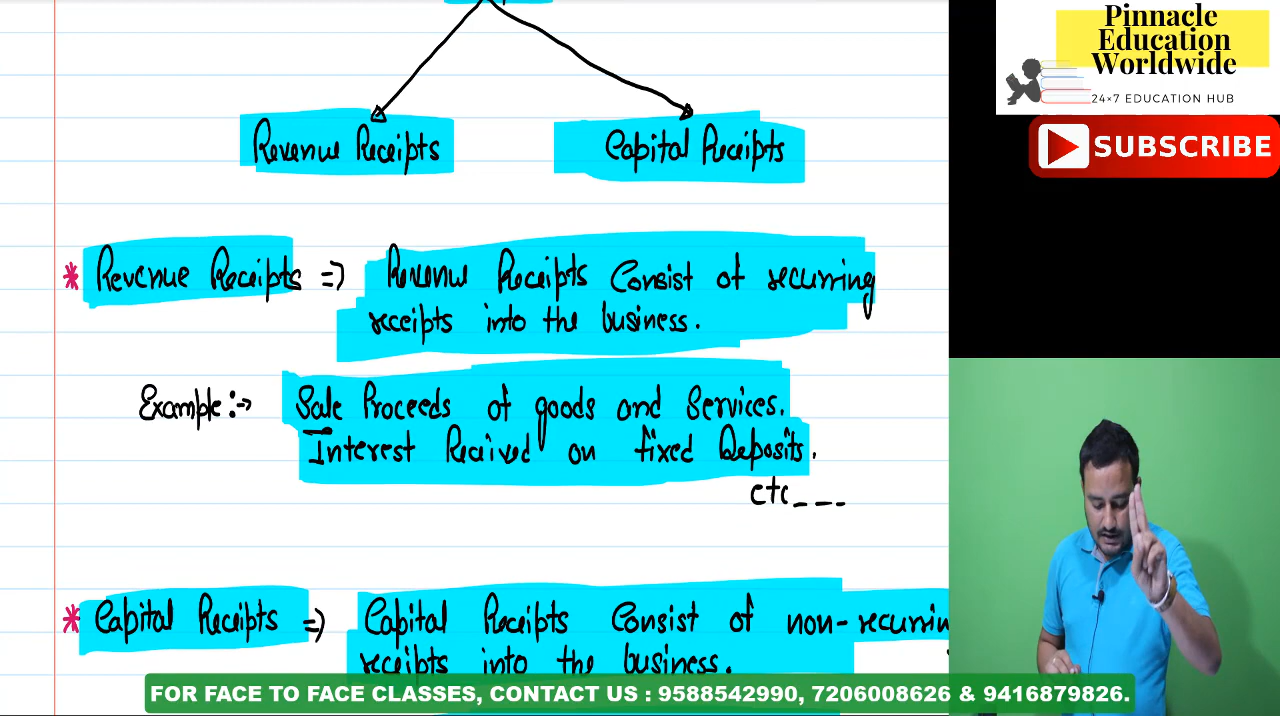 Pinnacle
Education
Worldwide
24×7 EDUCATION HUB
SUBSCRIBE
Revenue Receipts
Capital Receipts
* Revenue Receipts => Revenue Receipts Consist of recurring
receipts into the business.
Example:→ Sale Proceeds of goods and Services.
Interest Received on fixed Deposits.
etc___
* Capital Receipts => Capital Receipts Consist of non-recurrin
receipts into the business.
FOR FACE TO FACE CLASSES, CONTACT US : 9588542990, 7206008626 & 9416879826.